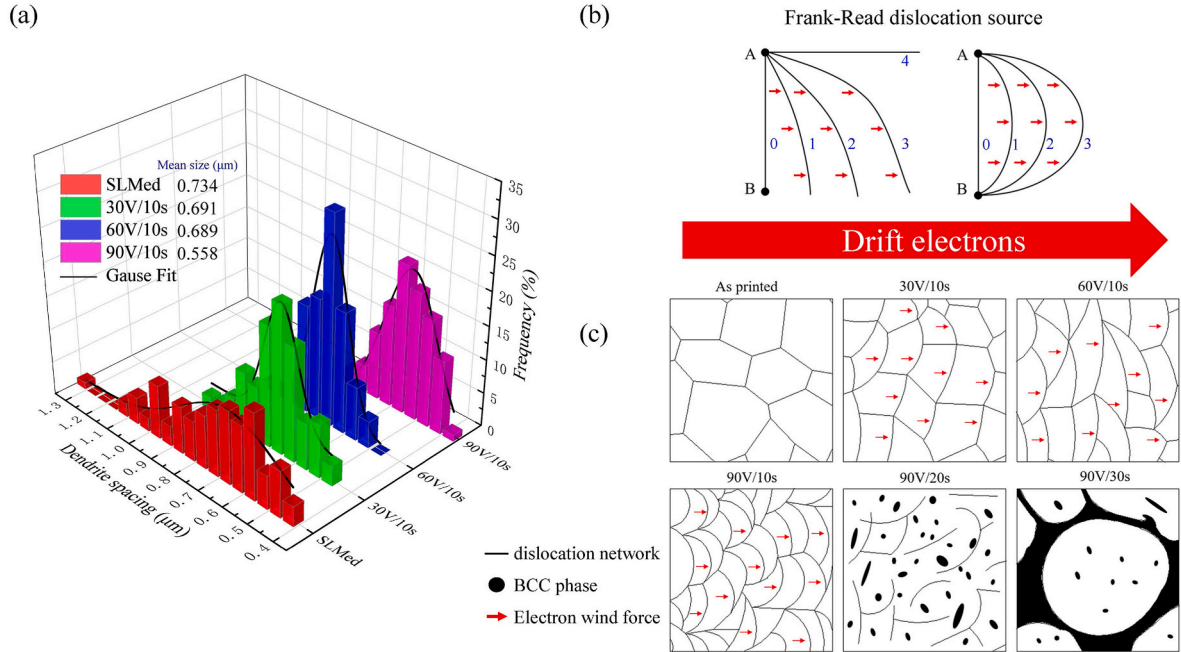 (a)
Mean size (μm)
SLMed 0.734
30V/10s 0.691
60V/10s 0.689
90V/10s 0.558
Gause Fit
35
30
25
20
15
10
5
0
Frequency (%)
1.3
1.2
1.1
1.0
0.9
0.8
0.7
0.6
0.5
0.4
Dendrite spacing (μm)
SLMed
30V/10s
60V/10s
90V/10s
(b)
Frank-Read dislocation source
A
4
0
1
2
3
B
A
0
1
2
3
B
Drift electrons
(c)
As printed
30V/10s
60V/10s
90V/10s
90V/20s
90V/30s
dislocation network
BCC phase
Electron wind force